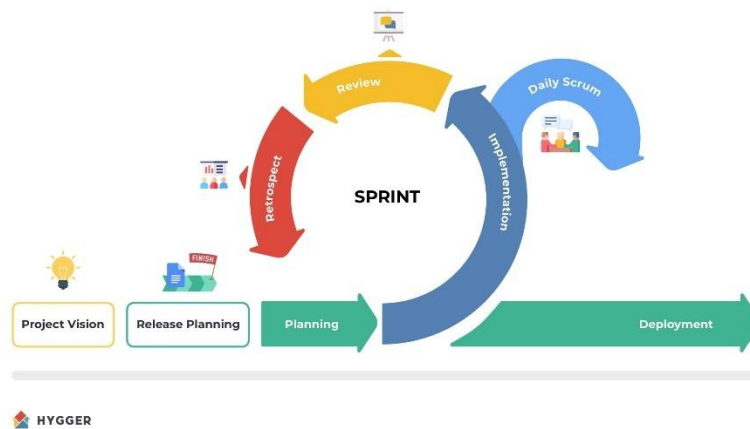 Review
Daily Scrum
Implementation
Retrospect
SPRINT
FINISH
Project Vision
Release Planning
Planning
Deployment
HYGGER